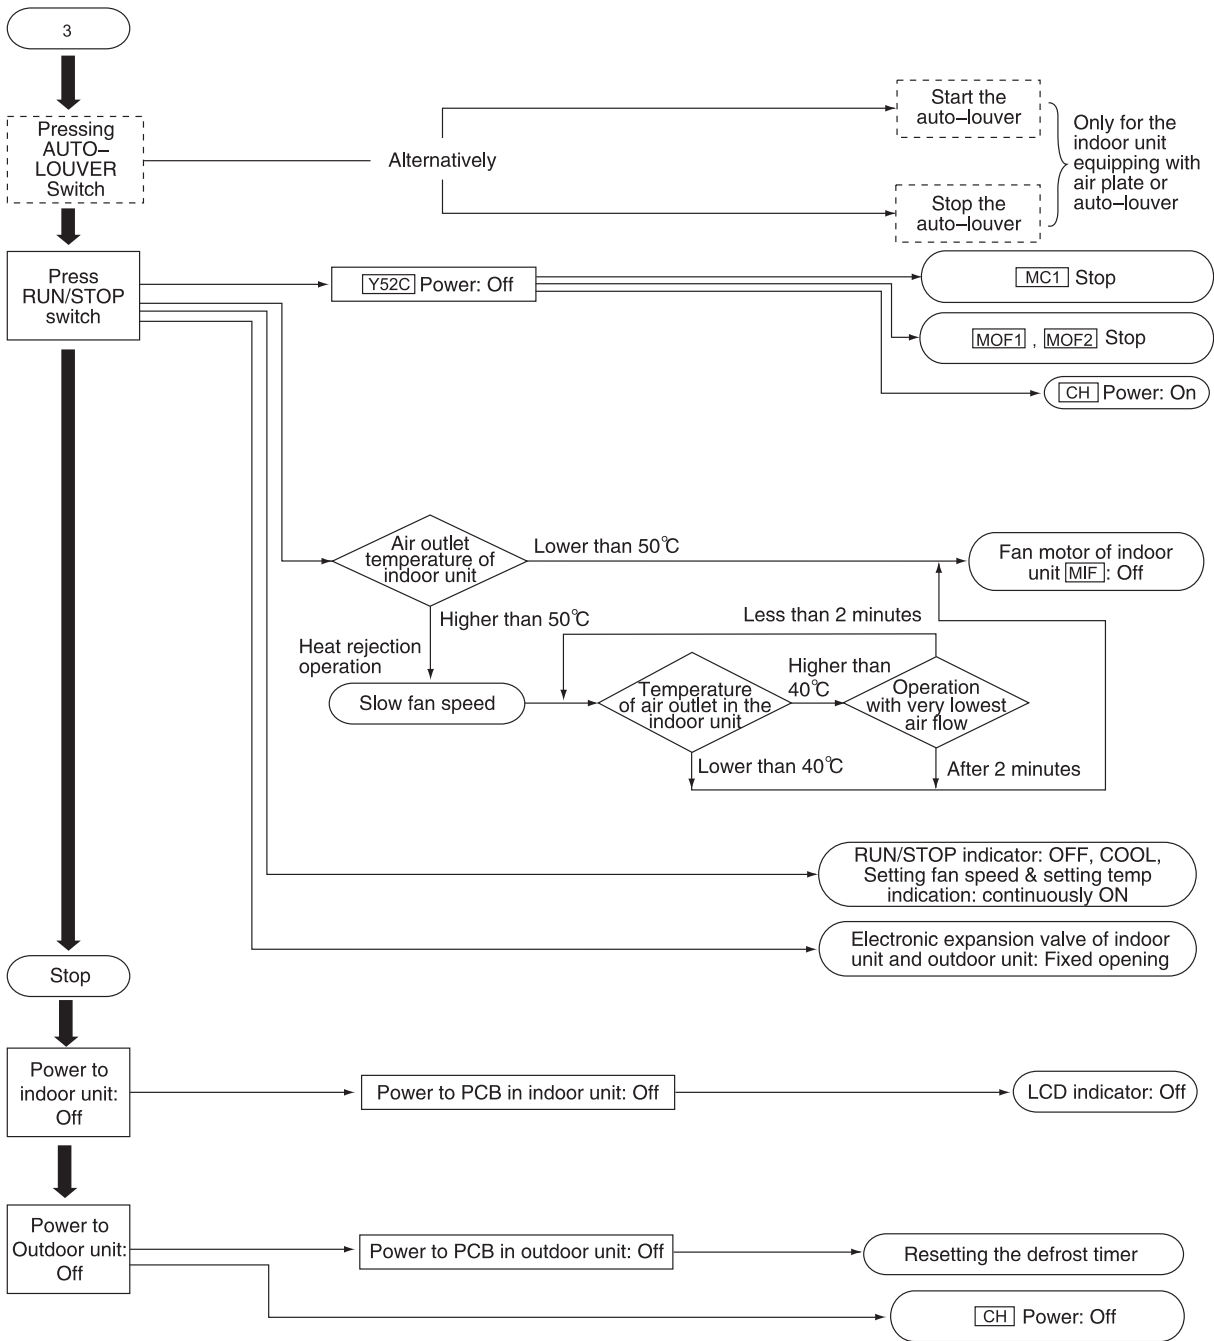 3
Pressing
AUTO–
LOUVER
Switch
Alternatively
Start the
auto–louver
Stop the
auto–louver
Only for the
indoor unit
equipping with
air plate or
auto–louver
Press
RUN/STOP
switch
Y52C Power: Off
MC1 Stop
MOF1 , MOF2 Stop
CH Power: On
Air outlet
temperature of
indoor unit
Lower than 50℃
Fan motor of indoor
unit MIF : Off
Higher than 50℃
Heat rejection
operation
Slow fan speed
Less than 2 minutes
Temperature
of air outlet in the
indoor unit
Higher than
40℃
Operation
with very lowest
air flow
Lower than 40℃
After 2 minutes
RUN/STOP indicator: OFF, COOL,
Setting fan speed & setting temp
indication: continuously ON
Electronic expansion valve of indoor
unit and outdoor unit: Fixed opening
Stop
Power to
indoor unit:
Off
Power to PCB in indoor unit: Off
LCD indicator: Off
Power to
Outdoor unit:
Off
Power to PCB in outdoor unit: Off
Resetting the defrost timer
CH Power: Off